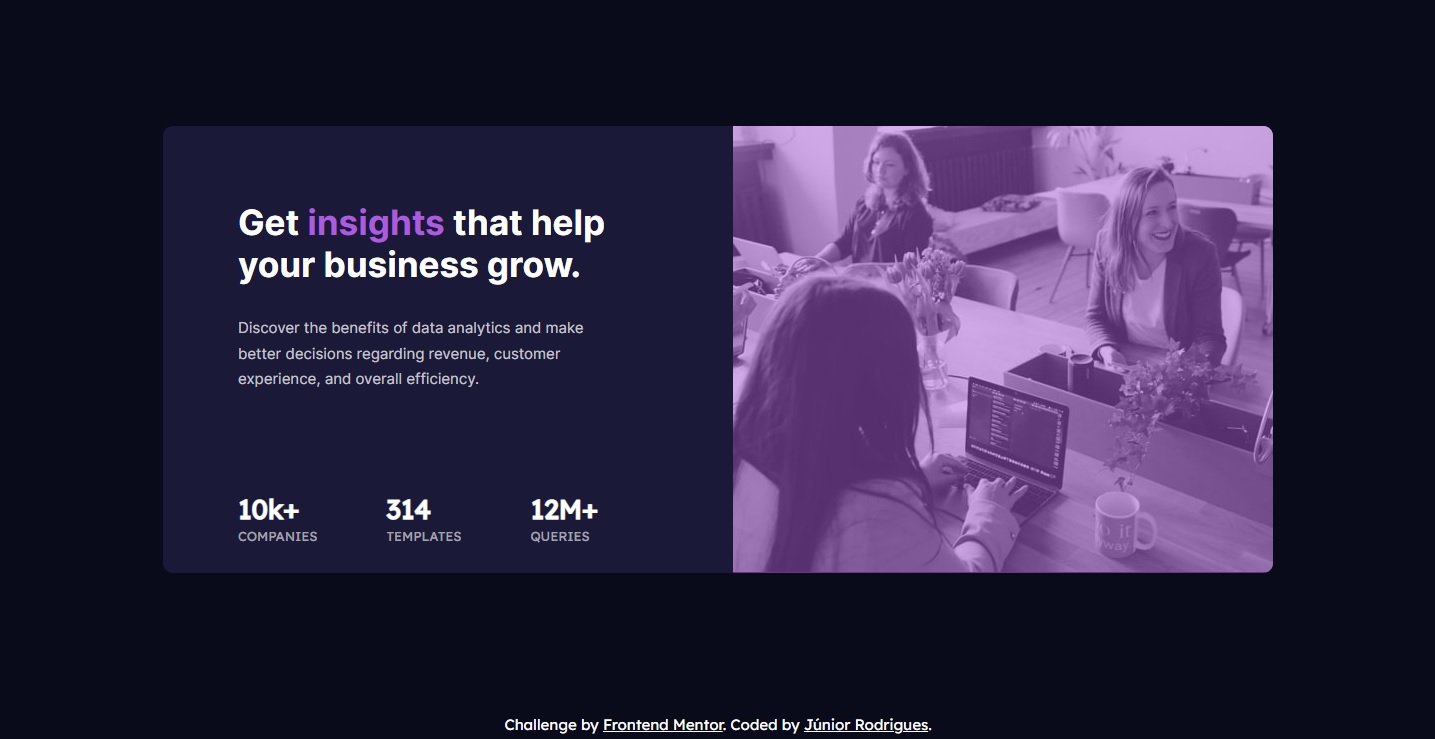 Get insights that help
your business grow.
Discover the benefits of data analytics and make
better decisions regarding revenue, customer
experience, and overall efficiency.
10k+ 314 12M+
COMPANIES TEMPLATES QUERIES
Challenge by Frontend Mentor. Coded by Júnior Rodrigues.